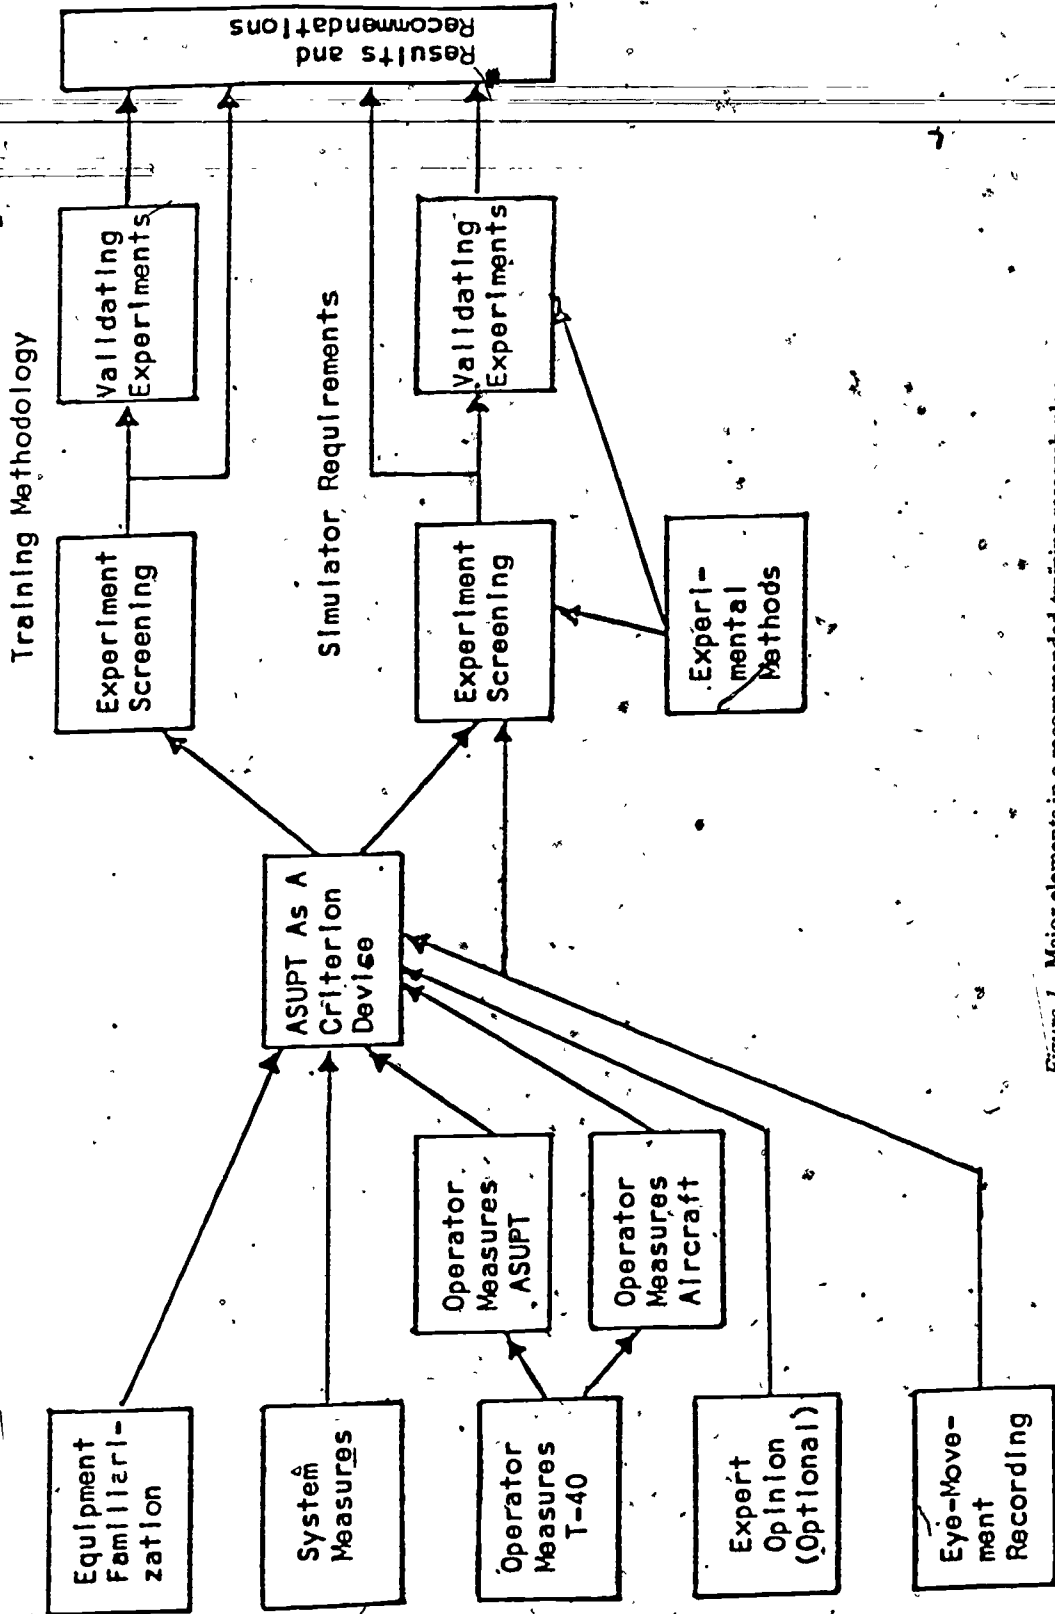 Training Methodology
Simulator Requirements
Equipment
Familiari-
zation
System
Measures
Operator
Measures
T-40
Expert
Opinion
(Optional)
Eye-Move-
ment
Recording
Operator
Measures
ASUPT
Operator
Measures
Aircraft
ASUPT As A
Criterion
Device
Experiment
Screening
Experiment
Screening
Experi-
mental
Methods
Validating
Experiments
Validating
Experiments
Results and
Recommendations
Figure 1. Major elements in a recommended training research plan